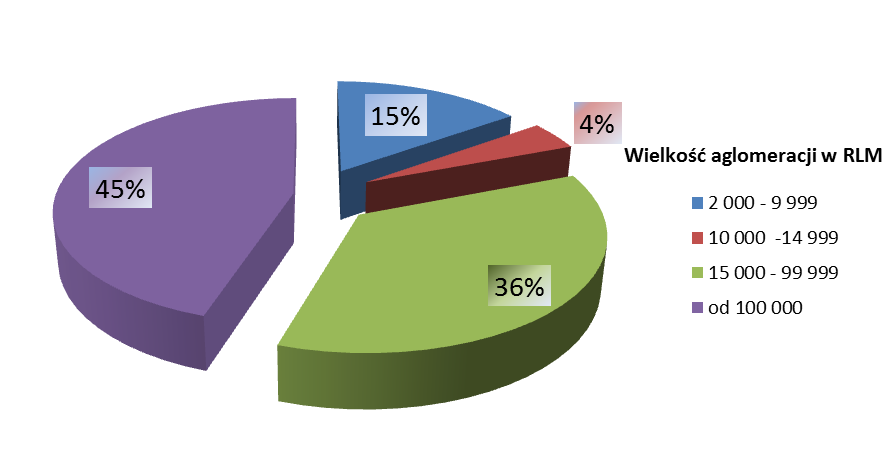 15%
4%
45%
36%
Wielkość aglomeracji w RLM
2 000 - 9 999
10 000 -14 999
15 000 - 99 999
od 100 000